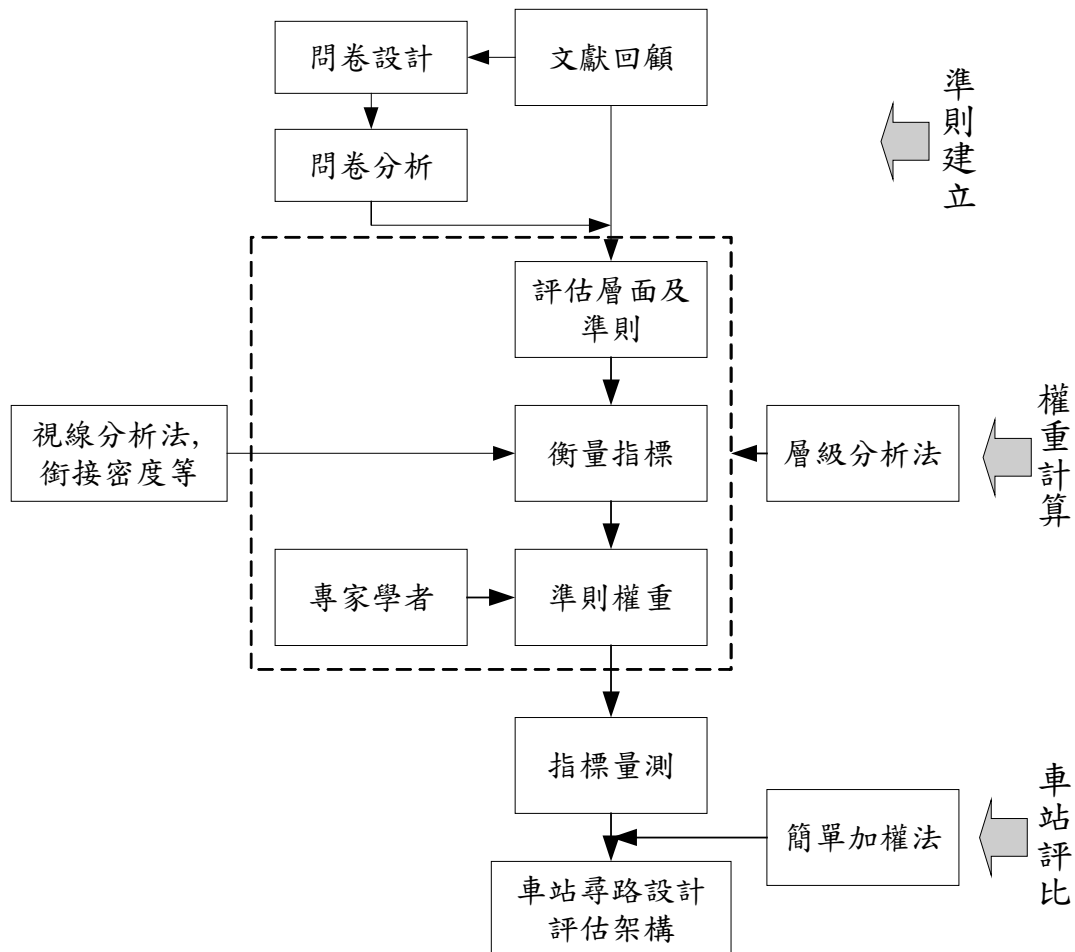 問卷設計
文獻回顧
準則建立
問卷分析
評估層面及
準則
視線分析法,
銜接密度等
衡量指標
層級分析法
權重計算
專家學者
準則權重
指標量測
簡單加權法
車站評比
車站尋路設計
評估架構